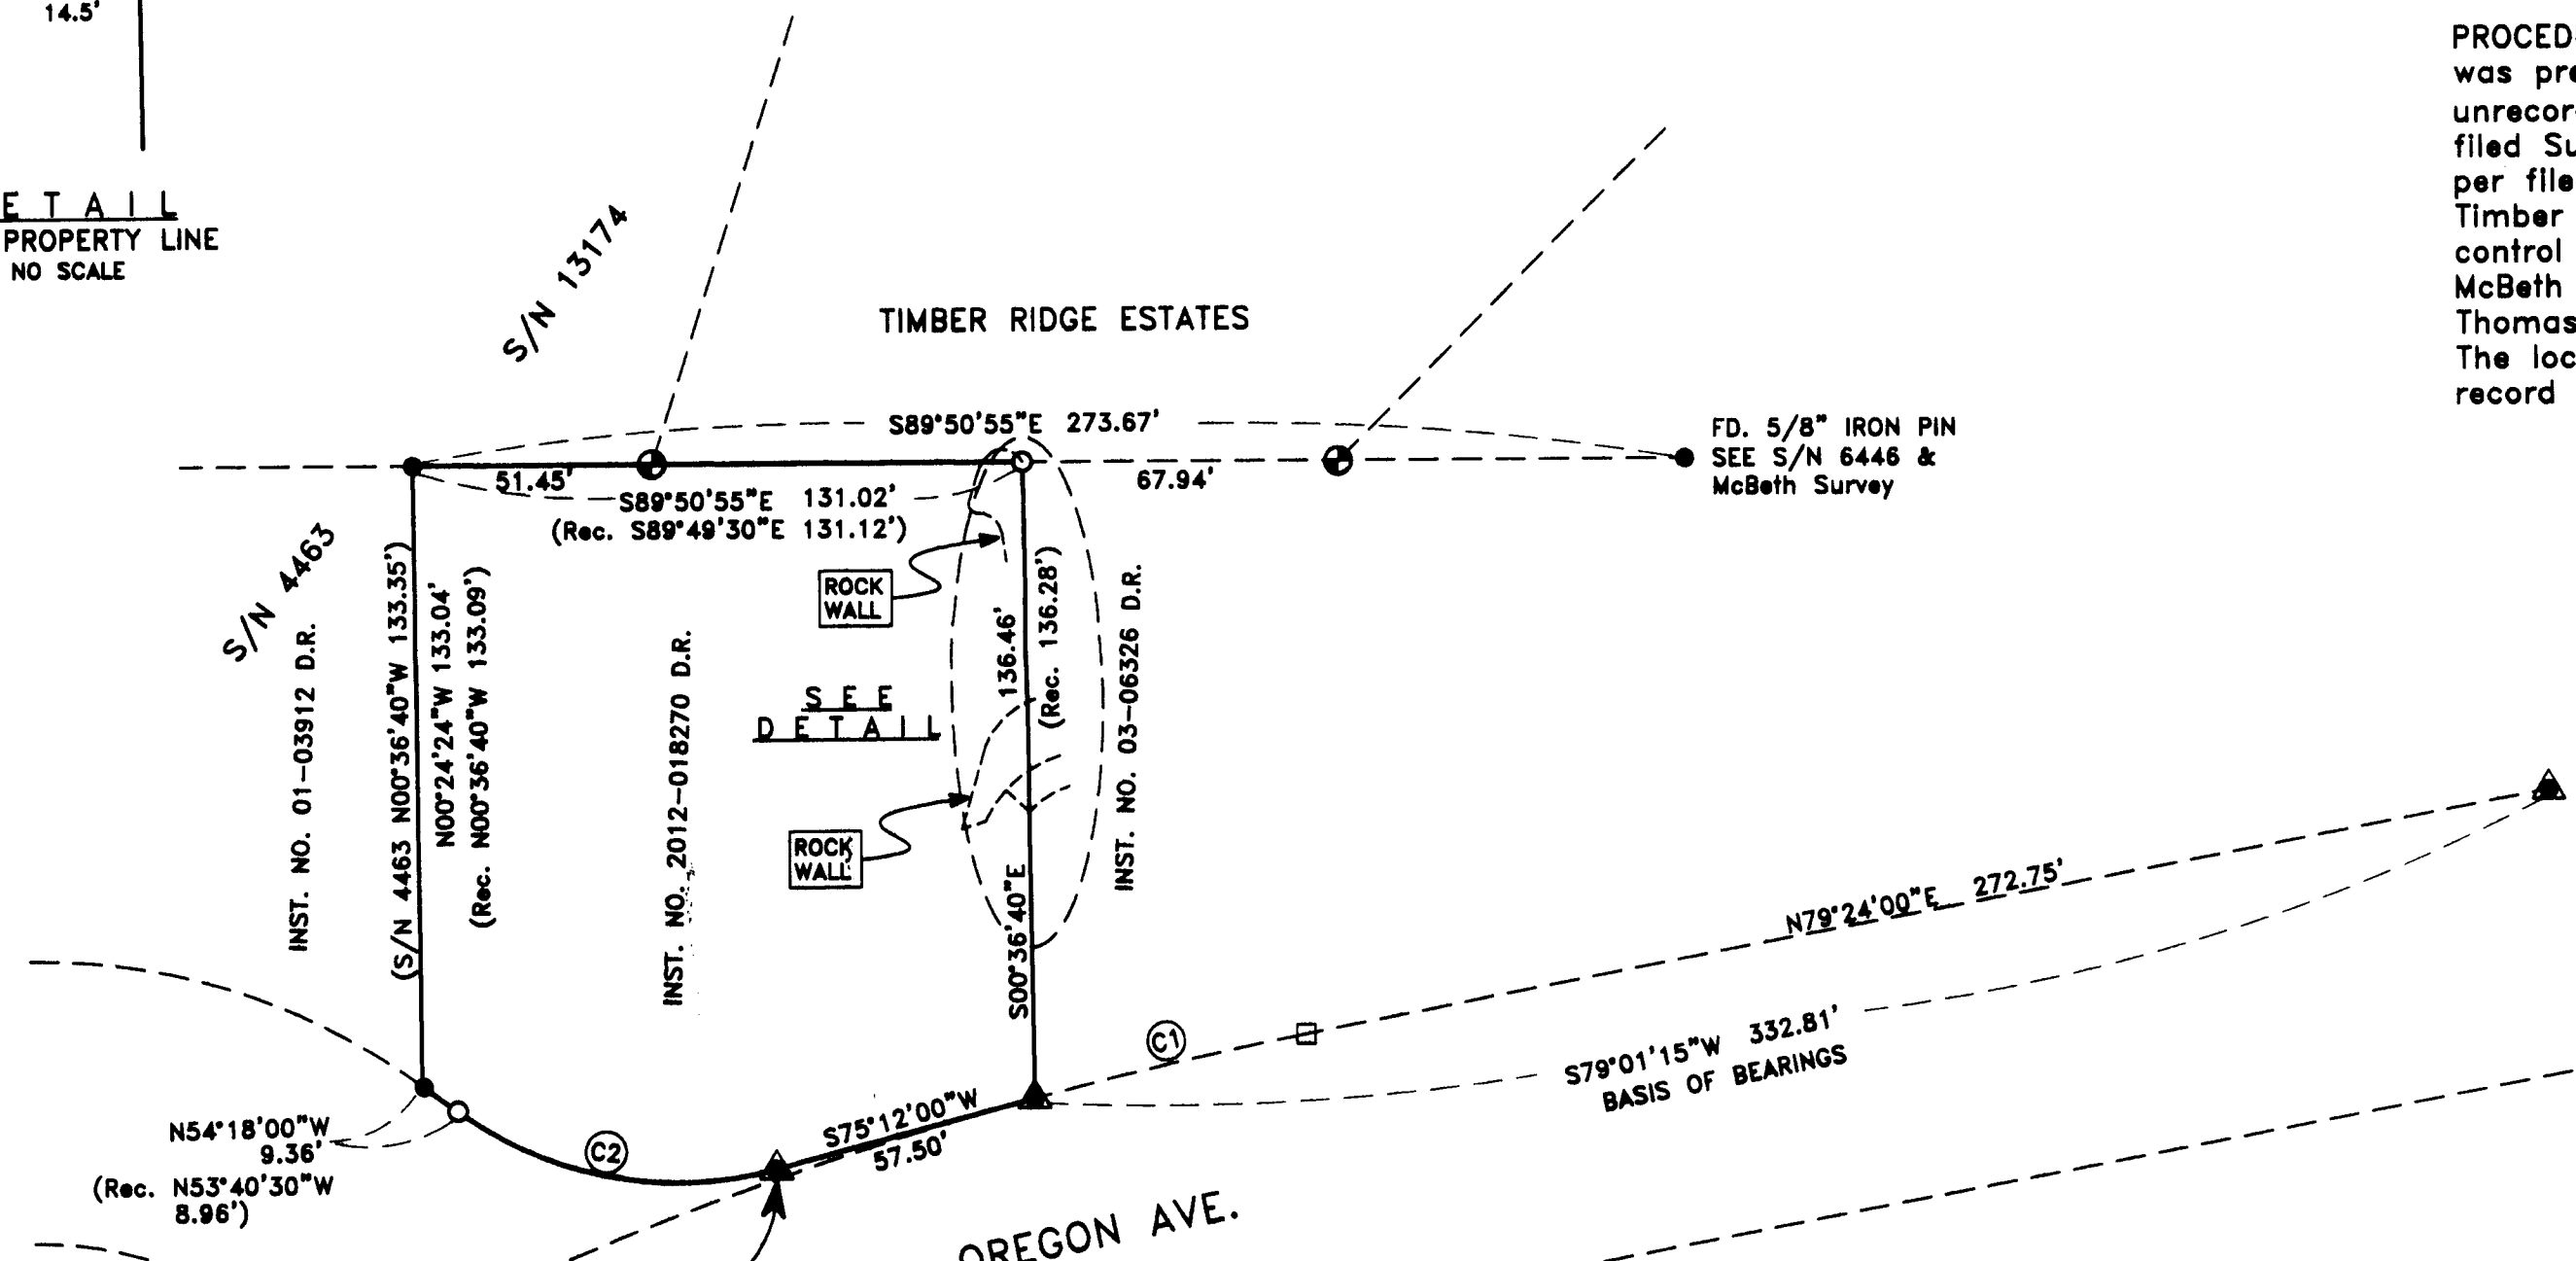 14.5'
E T A I L
PROPERTY LINE
NO SCALE
PROCED
was pre
unrecor
filed Su
per file
Timber
control
McBeth
Thomas
The loc
record
S/N 13174
TIMBER RIDGE ESTATES
S89°50'55"E 273.67'
51.45'
67.94'
FD. 5/8" IRON PIN
SEE S/N 6446 &
McBeth Survey
S89°50'55"E 131.02'
(Rec. S89°49'30"E 131.12')
S/N 4463
INST. NO. 01-03912 D.R.
(S/N 4463 N00°36'40"W 133.35')
N00°24'24"W 133.04'
(Rec. N00°36'40"W 133.09')
INST. NO. 2012-018270 D.R.
ROCK
WALL
SEE
DETAIL
ROCK
WALL
136.46'
S00°36'40"E
(Rec. 136.28')
INST. NO. 03-06326 D.R.
N79°24'00"E 272.75'
C1
S79°01'15"W 332.81'
BASIS OF BEARINGS
N54°18'00"W
9.36'
(Rec. N53°40'30"W
8.96')
C2
S75°12'00"W
57.50'
OREGON AVE.